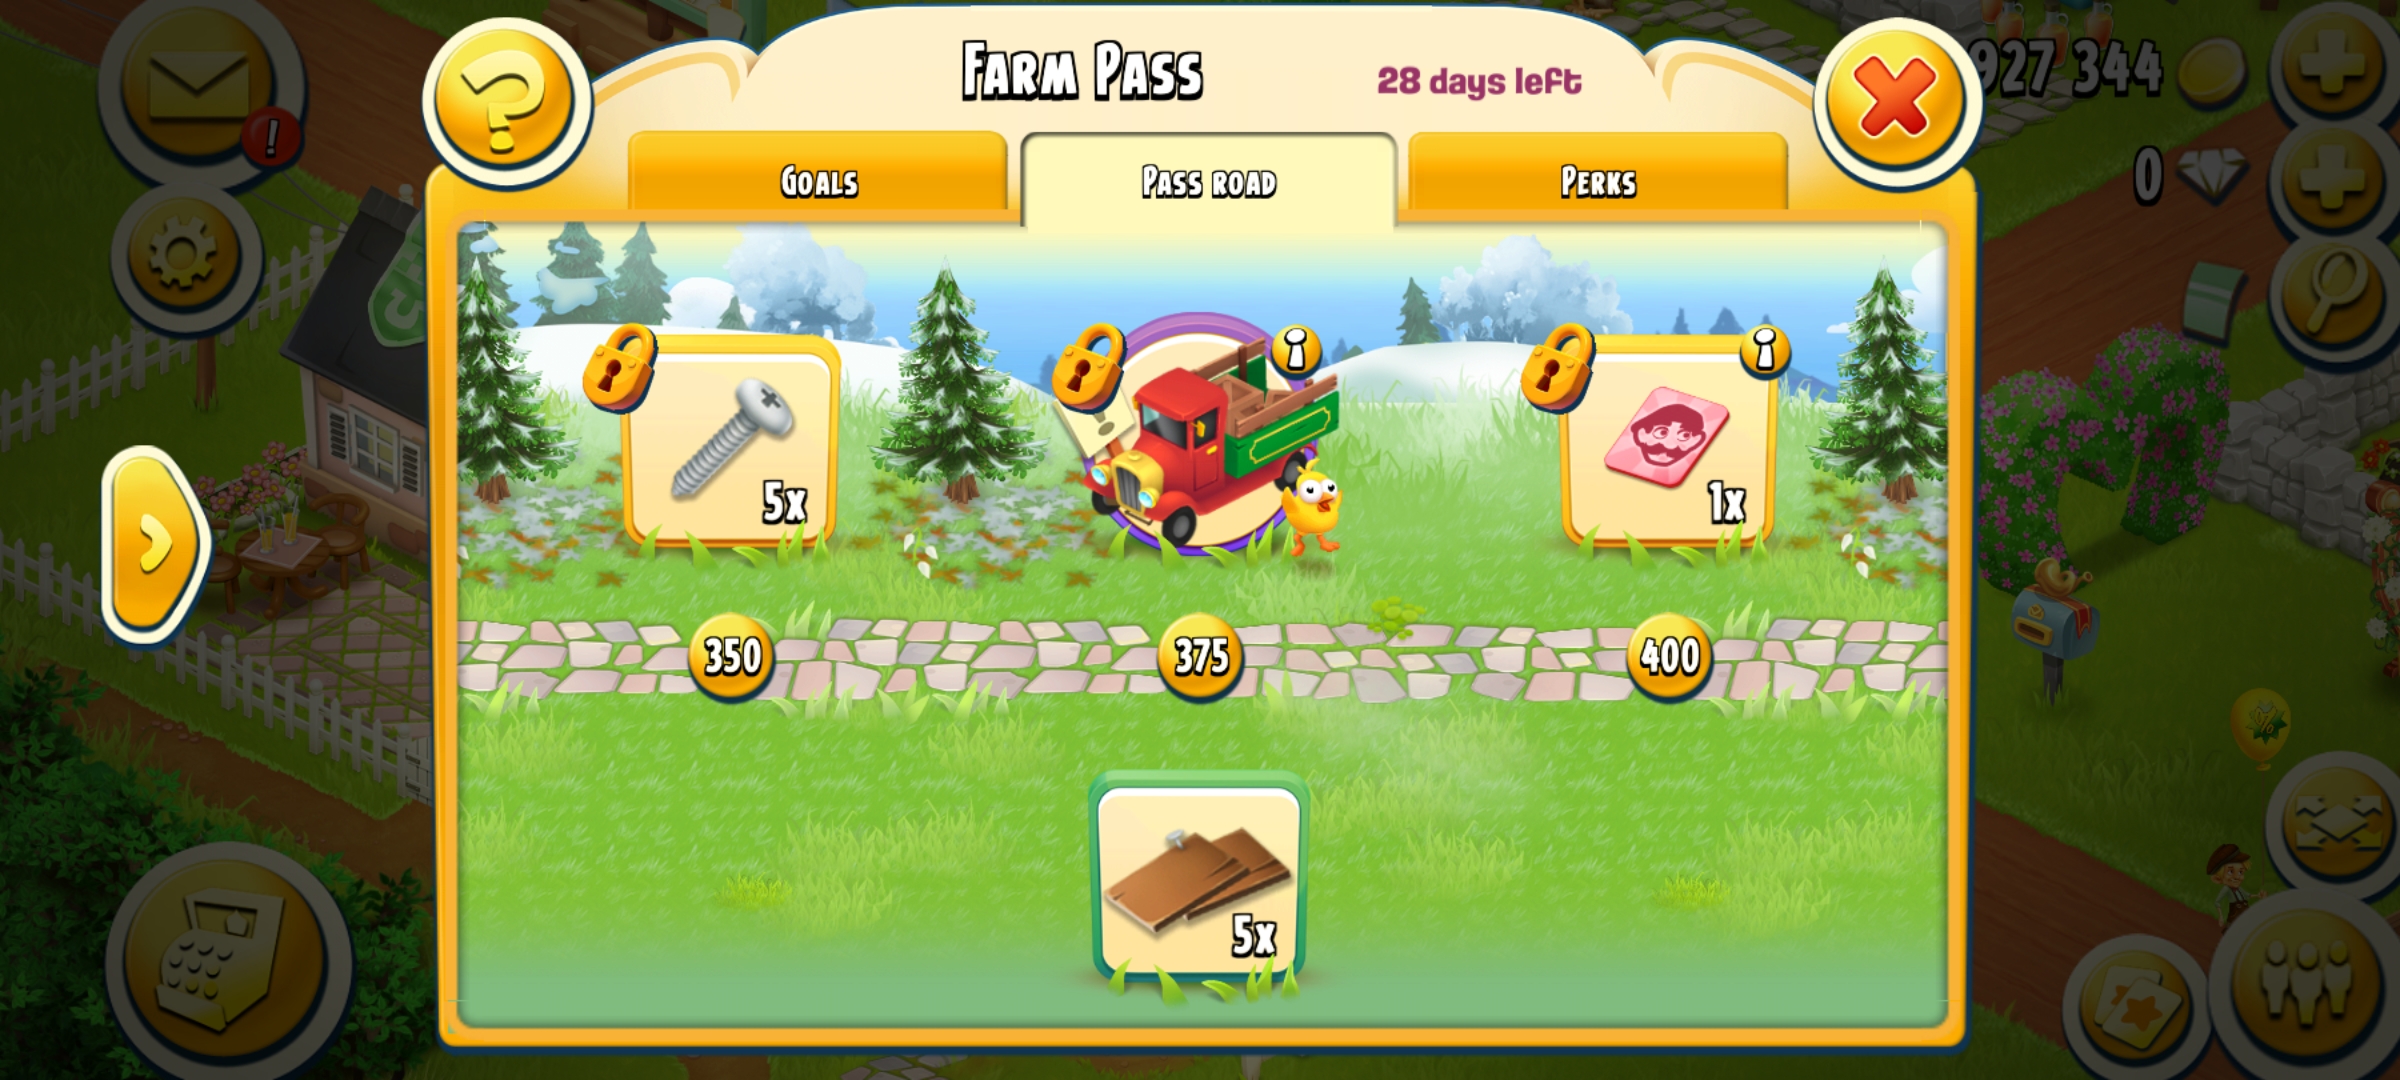 FARM PASS
28 days left
927 344
0
GOALS
PASS ROAD
PERKS
5x
1x
350
375
400
5x